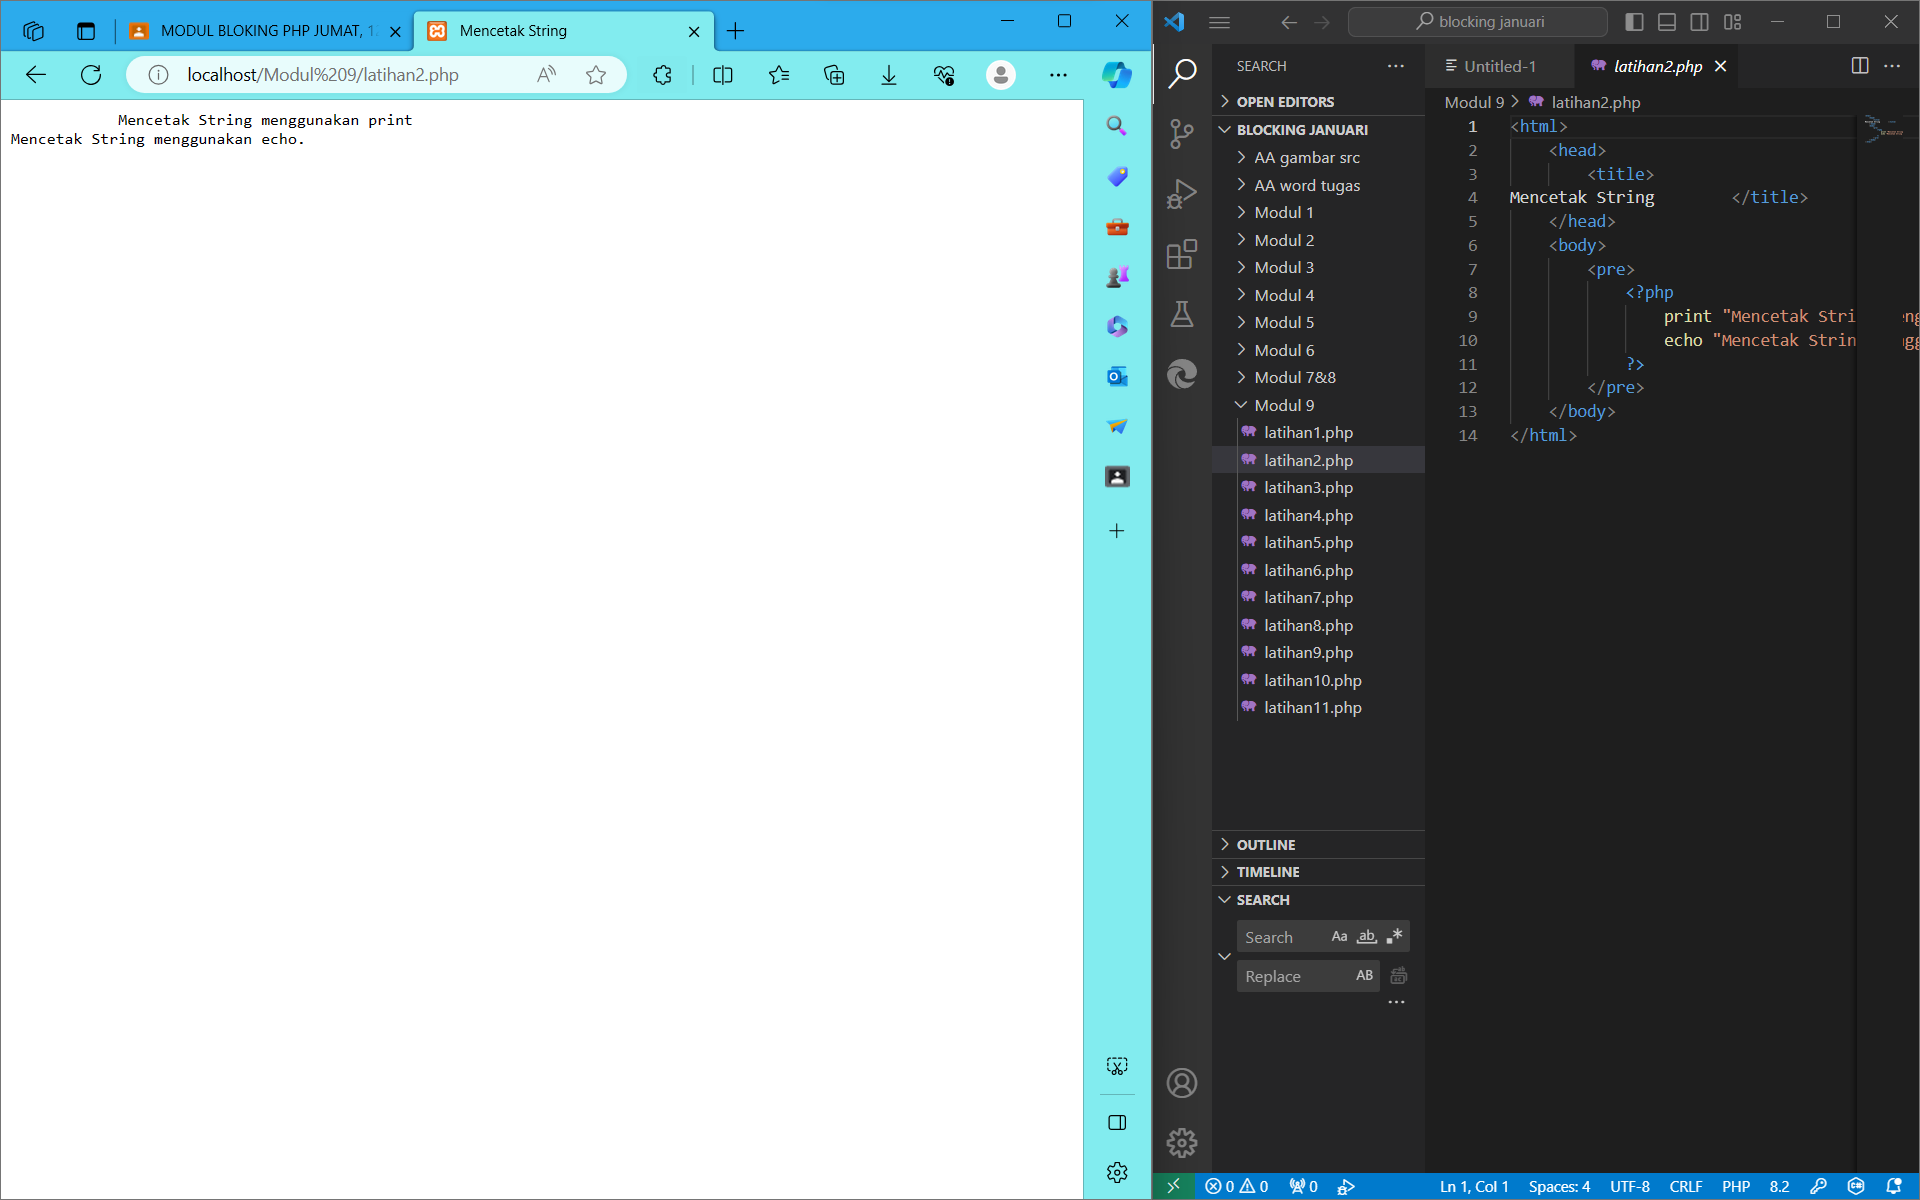 MODUL BLOKING PHP JUMAT, 1
Mencetak String
localhost/Modul%209/latihan2.php
Mencetak String menggunakan print
Mencetak String menggunakan echo.
blocking januari
SEARCH
OPEN EDITORS
BLOCKING JANUARI
AA gambar src
AA word tugas
Modul 1
Modul 2
Modul 3
Modul 4
Modul 5
Modul 6
Modul 7&8
Modul 9
latihan1.php
latihan2.php
latihan3.php
latihan4.php
latihan5.php
latihan6.php
latihan7.php
latihan8.php
latihan9.php
latihan10.php
latihan11.php
OUTLINE
TIMELINE
SEARCH
Search Aa ab .*
Replace AB
Untitled-1
latihan2.php
Modul 9 > latihan2.php
1 <html>
2 <head>
3 <title>
4 Mencetak String </title>
5 </head>
6 <body>
7 <pre>
8 <?php
9 print "Mencetak Stri
10 echo "Mencetak Strin
11 ?>
12 </pre>
13 </body>
14 </html>
0 0 0 Ln 1, Col 1 Spaces: 4 UTF-8 CRLF PHP 8.2